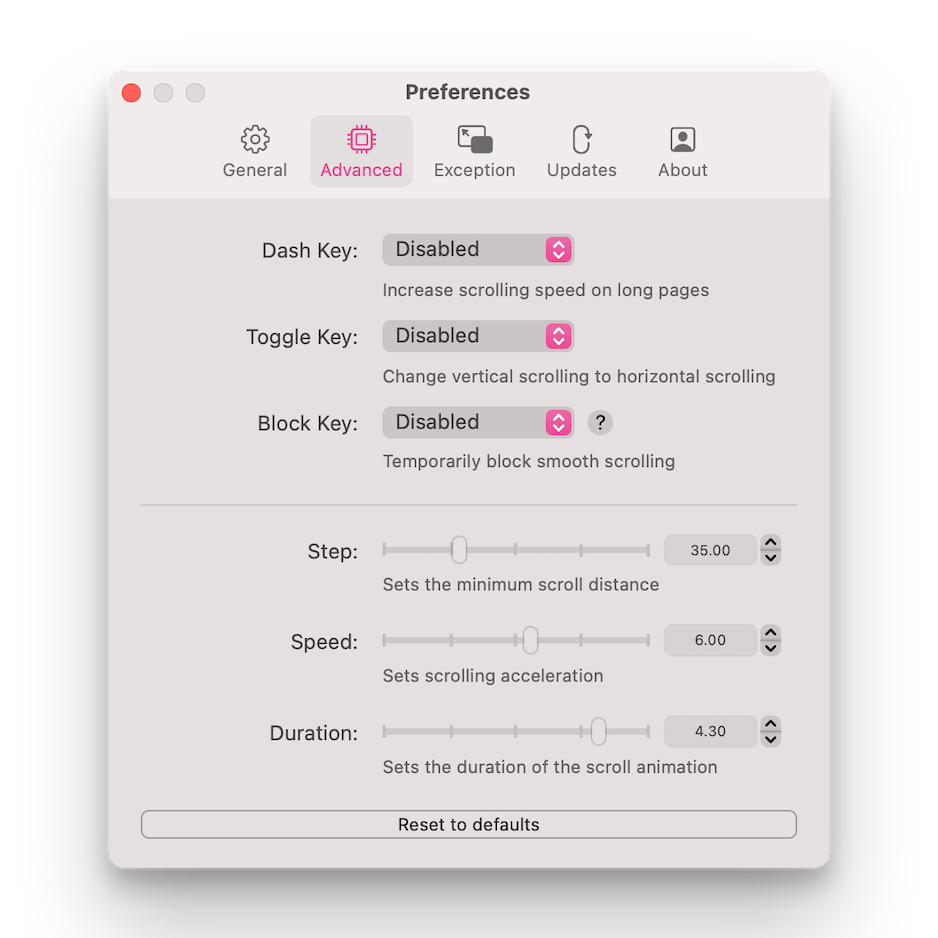 Preferences
General Advanced Exception Updates About
Dash Key: Disabled
Increase scrolling speed on long pages
Toggle Key: Disabled
Change vertical scrolling to horizontal scrolling
Block Key: Disabled ?
Temporarily block smooth scrolling
Step: 35.00
Sets the minimum scroll distance
Speed: 6.00
Sets scrolling acceleration
Duration: 4.30
Sets the duration of the scroll animation
Reset to defaults